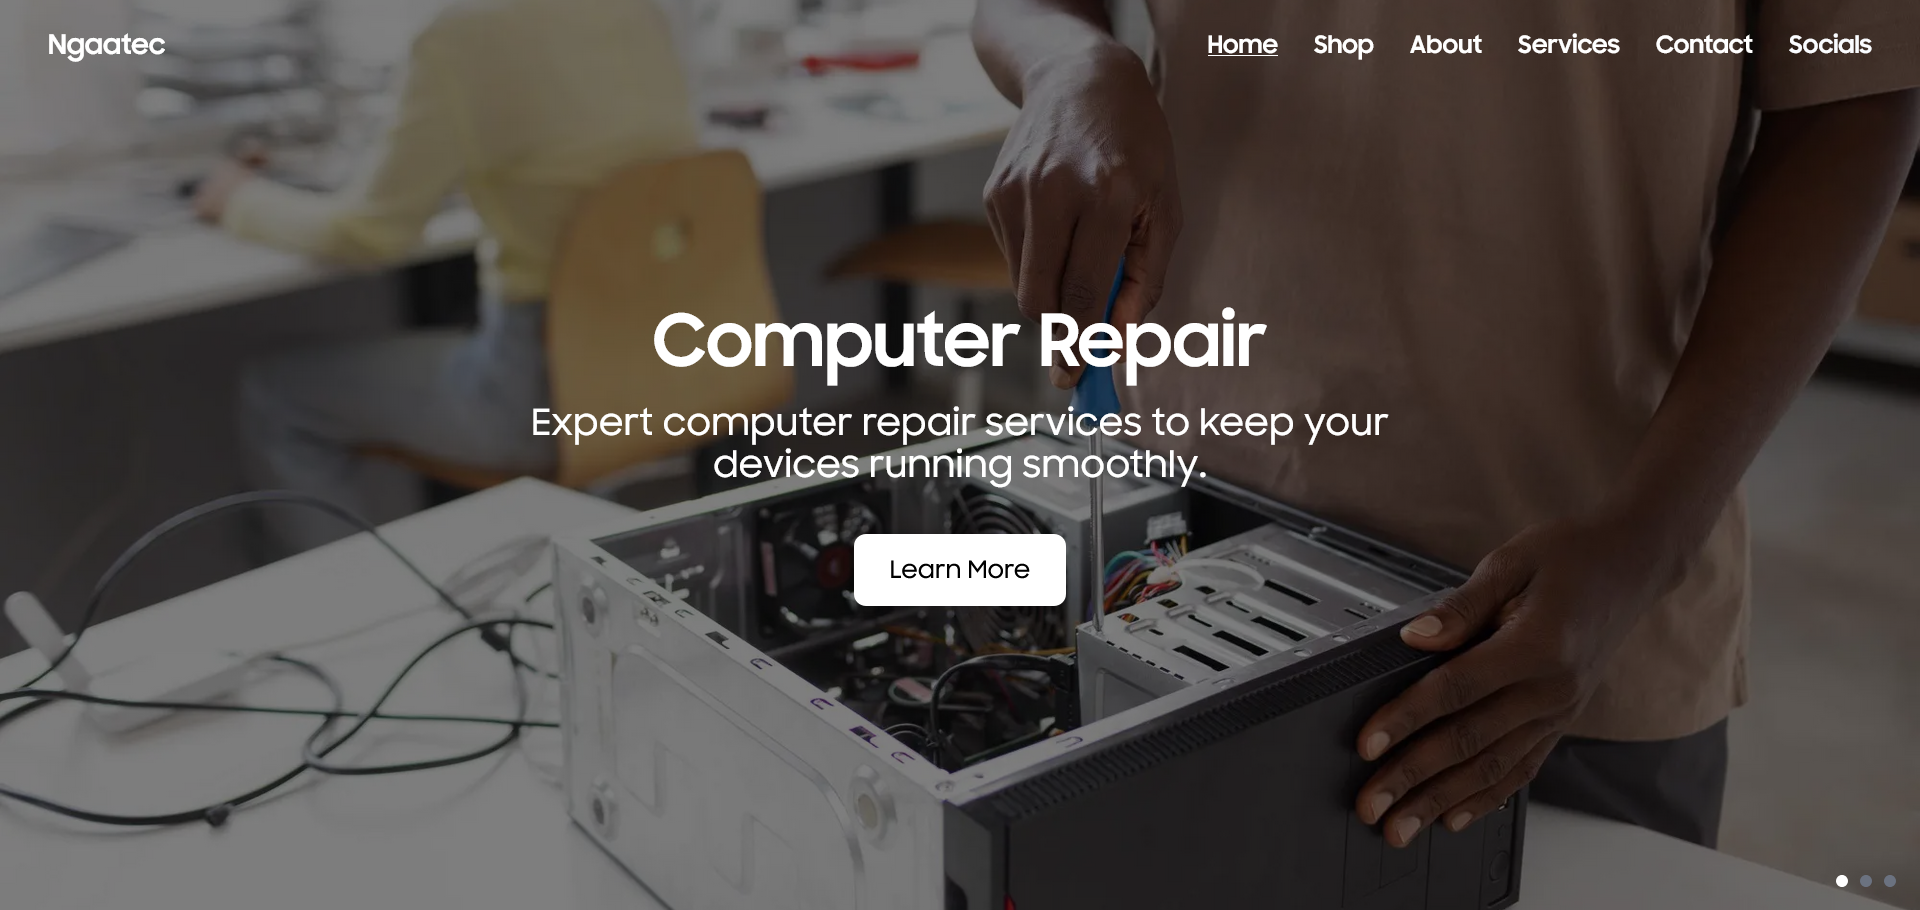 Ngaatec
Home Shop About Services Contact Socials
Computer Repair
Expert computer repair services to keep your
devices running smoothly.
Learn More